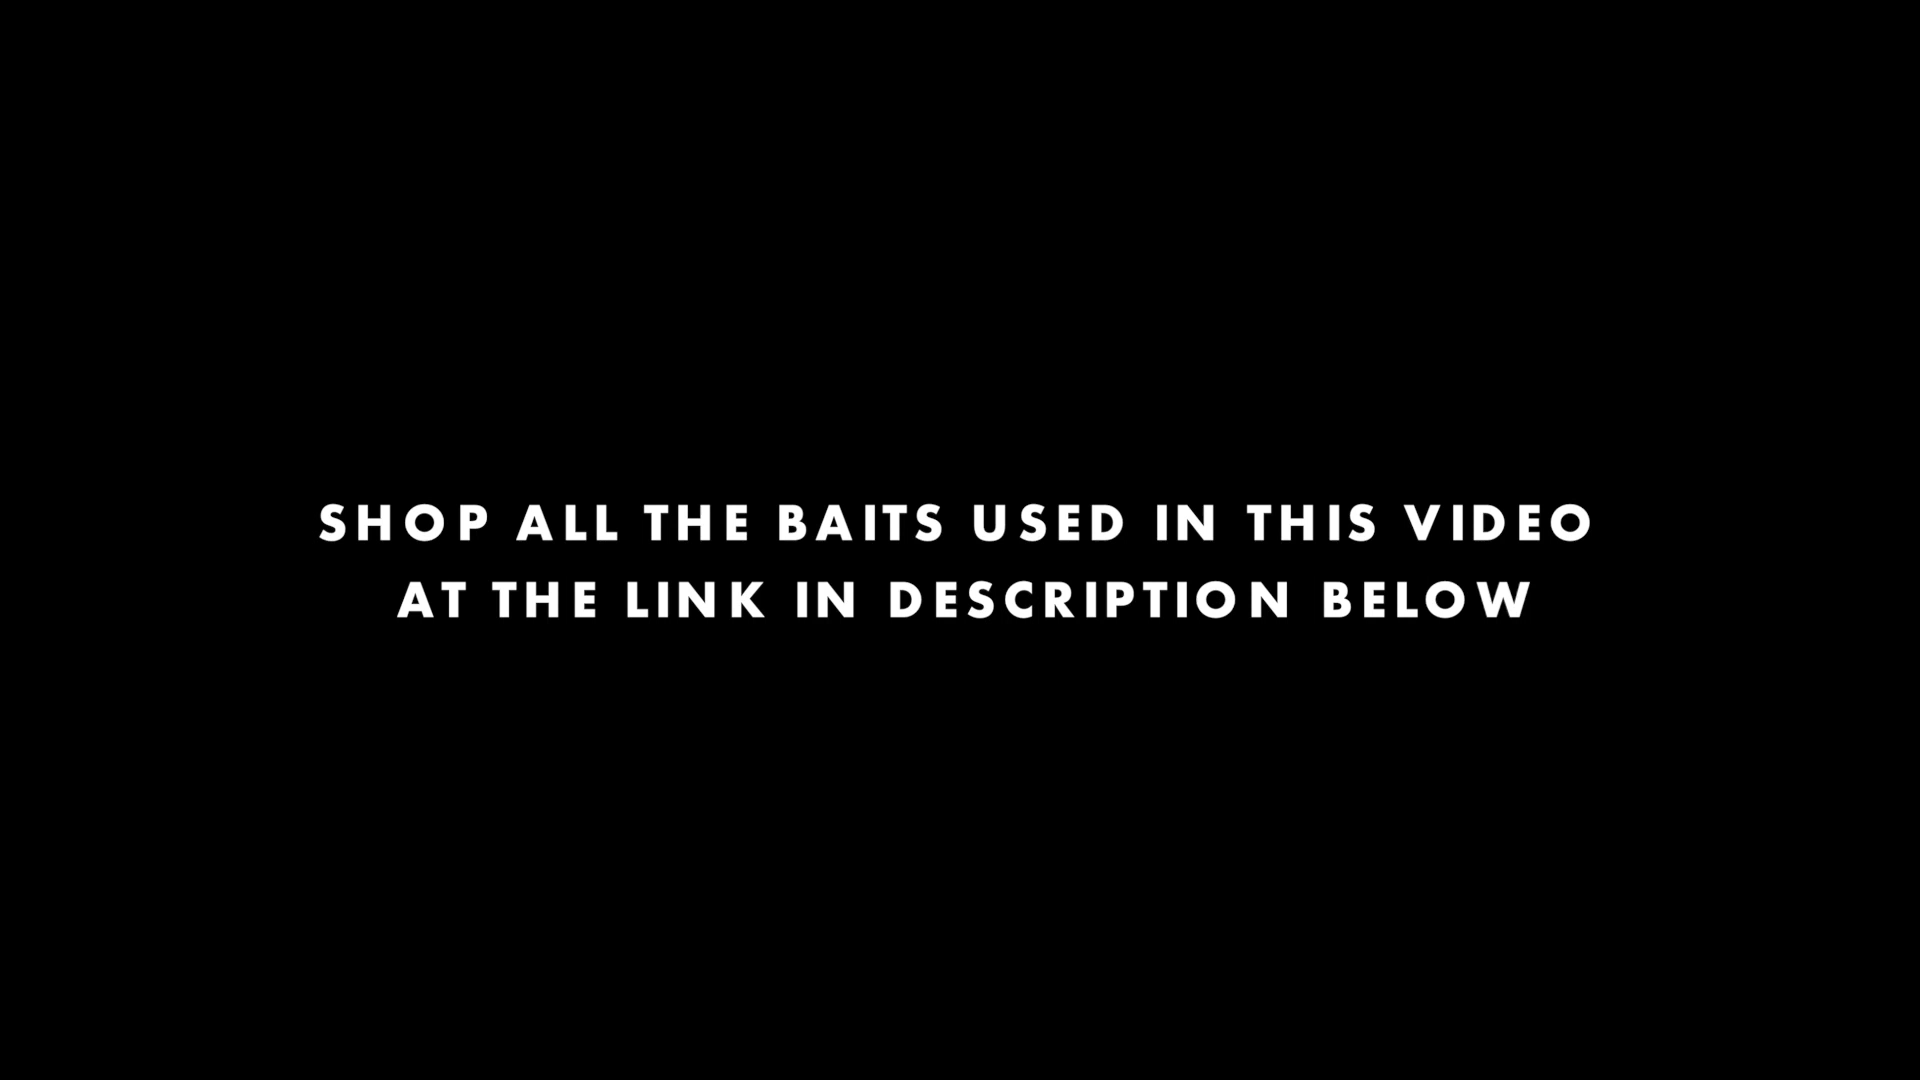 SHOP ALL THE BAITS USED IN THIS VIDEO
AT THE LINK IN DESCRIPTION BELOW